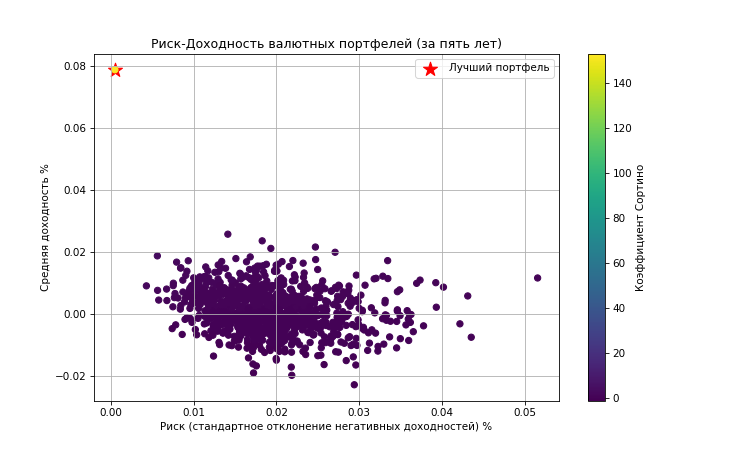 Риск-Доходность валютных портфелей (за пять лет)
Лучший портфель
Средняя доходность %
0.08
0.06
0.04
0.02
0.00
−0.02
0.00 0.01 0.02 0.03 0.04 0.05
Риск (стандартное отклонение негативных доходностей) %
140
120
100
80
60
40
20
0
Коэффициент Сортино